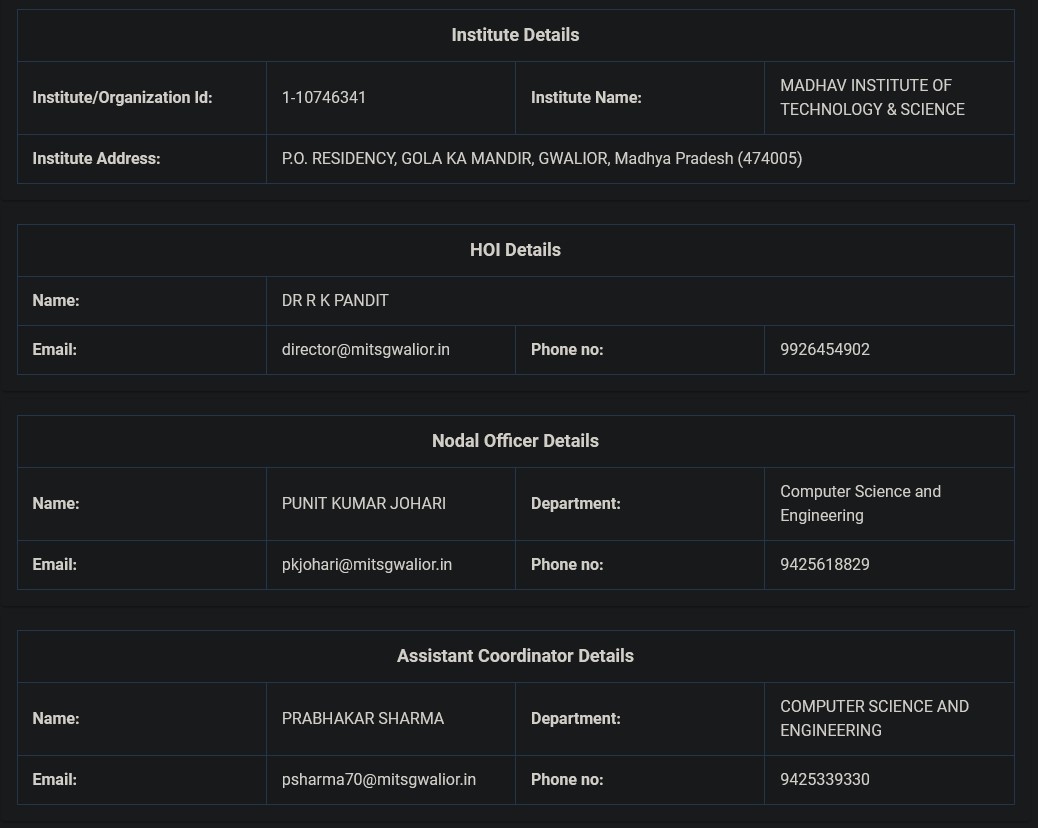 Institute Details
Institute/Organization Id: 1-10746341 Institute Name: MADHAV INSTITUTE OF
TECHNOLOGY & SCIENCE
Institute Address: P.O. RESIDENCY, GOLA KA MANDIR, GWALIOR, Madhya Pradesh (474005)
HOI Details
Name: DR R K PANDIT
Email: director@mitsgwalior.in Phone no: 9926454902
Nodal Officer Details
Name: PUNIT KUMAR JOHARI Department: Computer Science and
Engineering
Email: pkjohari@mitsgwalior.in Phone no: 9425618829
Assistant Coordinator Details
Name: PRABHAKAR SHARMA Department: COMPUTER SCIENCE AND
ENGINEERING
Email: psharma70@mitsgwalior.in Phone no: 9425339330